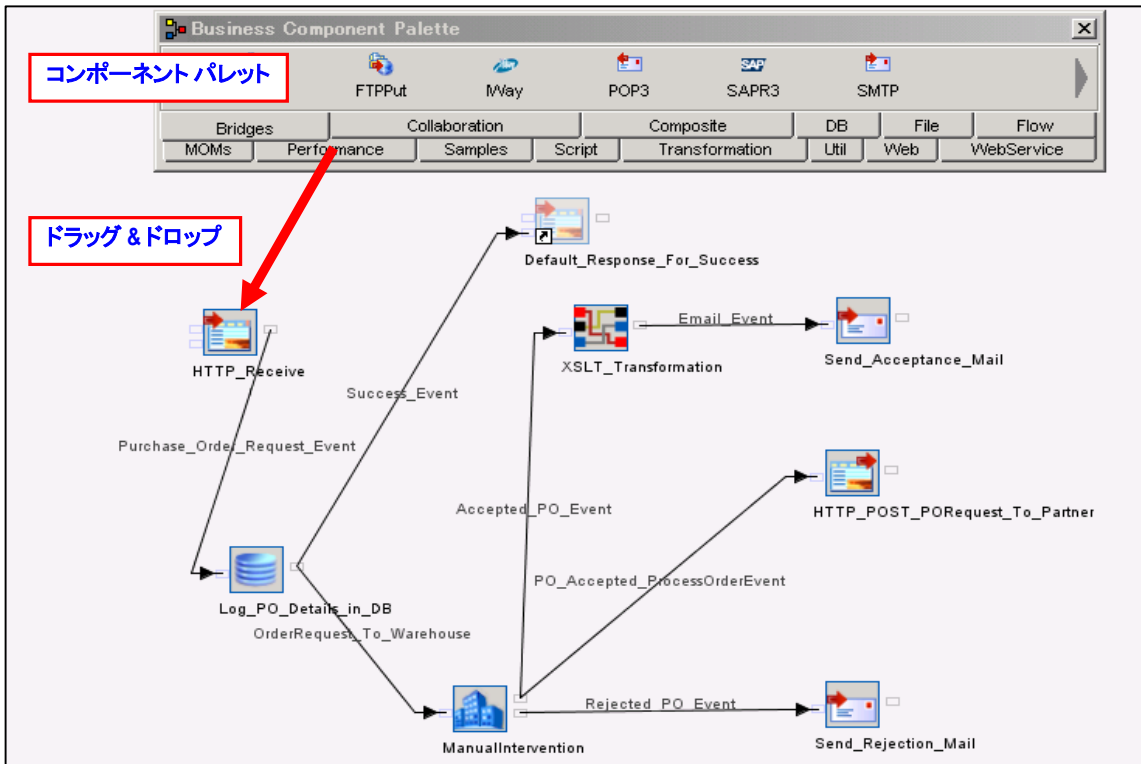 Business Component Palette
コンポーネント パレット
FTPPut
iWay
POP3
SAPR3
SMTP
SAP
Bridges
Collaboration
Composite
DB
File
Flow
MOMs
Performance
Samples
Script
Transformation
Util
Web
WebService
ドラッグ &ドロップ
Default_Response_For_Success
HTTP_Receive
Email_Event
XSLT_Transformation
Send_Acceptance_Mail
Success_Event
Purchase_Order_Request_Event
Accepted_PO_Event
HTTP_POST_PORequest_To_Partner
PO_Accepted_ProcessOrderEvent
Log_PO_Details_in_DB
OrderRequest_To_Warehouse
Rejected_PO_Event
ManualIntervention
Send_Rejection_Mail